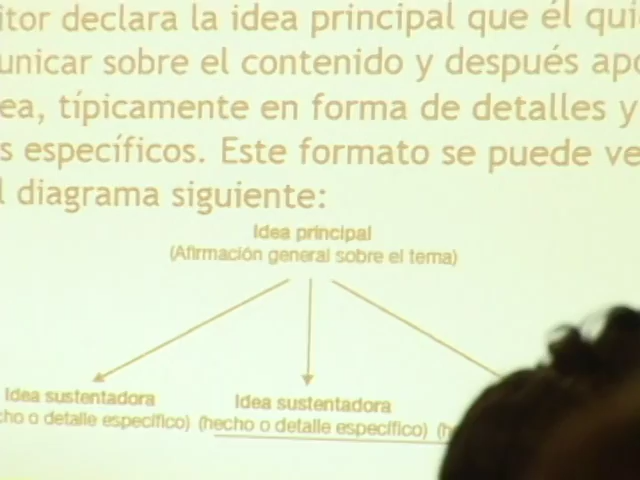 itor declara la idea principal que él qui
unicar sobre el contenido y después apo
ea, típicamente en forma de detalles y
s específicos. Este formato se puede ve
l diagrama siguiente:
Idea principal
(Afirmación general sobre el tema)
Idea sustentadora Idea sustentadora
cho o detalle específico) (hecho o detalle específico) (h